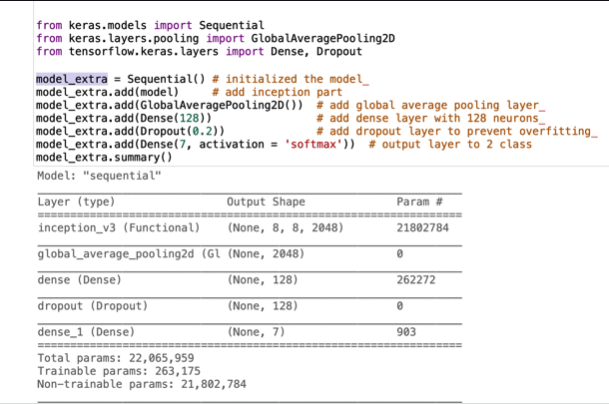 from keras.models import Sequential
from keras.layers.pooling import GlobalAveragePooling2D
from tensorflow.keras.layers import Dense, Dropout
model_extra = Sequential() # initialized the model_
model_extra.add(model) # add inception part
model_extra.add(GlobalAveragePooling2D()) # add global average pooling layer_
model_extra.add(Dense(128)) # add dense layer with 128 neurons_
model_extra.add(Dropout(0.2)) # add dropout layer to prevent overfitting_
model_extra.add(Dense(7, activation = 'softmax')) # output layer to 2 class
model_extra.summary()
Model: "sequential"
Layer (type) Output Shape Param #
inception_v3 (Functional) (None, 8, 8, 2048) 21802784
global_average_pooling2d (Gl (None, 2048) 0
dense (Dense) (None, 128) 262272
dropout (Dropout) (None, 128) 0
dense_1 (Dense) (None, 7) 903
Total params: 22,065,959
Trainable params: 263,175
Non-trainable params: 21,802,784